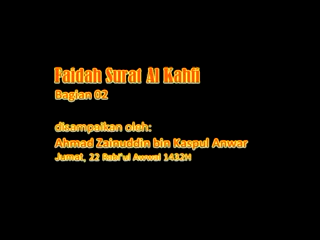 Faidah Surat Al Kahfi
Bagian 02
disampaikan oleh:
Ahmad Zainuddin bin Kaspul Anwar
Jumat, 22 Rabi'ul Awwal 1432H